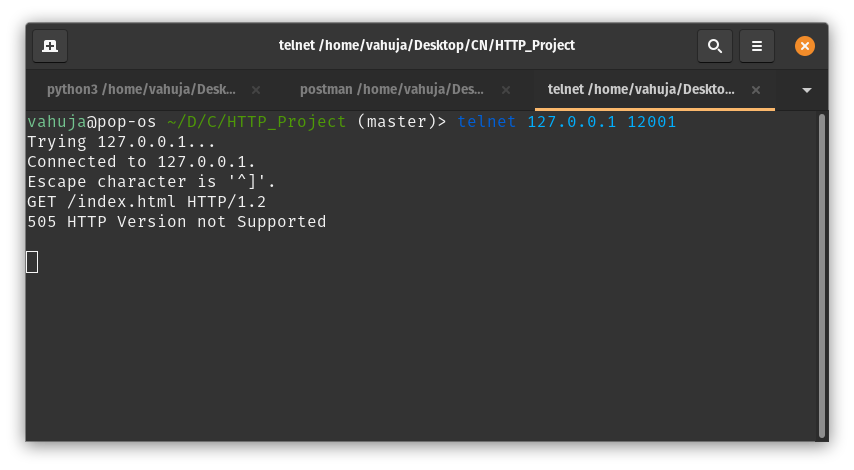 telnet /home/vahuja/Desktop/CN/HTTP_Project
python3 /home/vahuja/Desk... postman /home/vahuja/Des... telnet /home/vahuja/Deskto...
vahuja@pop-os ~/D/C/HTTP_Project (master)> telnet 127.0.0.1 12001
Trying 127.0.0.1...
Connected to 127.0.0.1.
Escape character is '^]'.
GET /index.html HTTP/1.2
505 HTTP Version not Supported